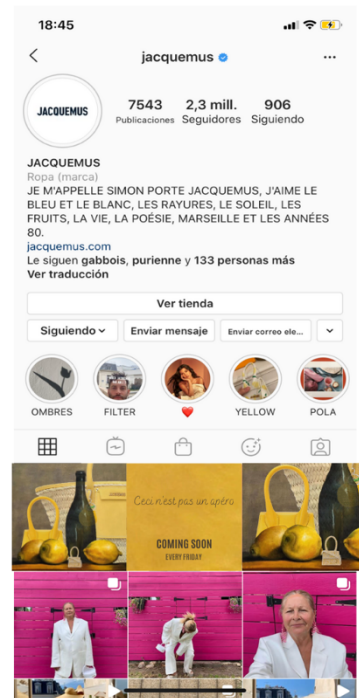 18:45
jacquemus
JACQUEMUS
7543 2,3 mill. 906
Publicaciones Seguidores Siguiendo
JACQUEMUS
Ropa (marca)
JE M'APPELLE SIMON PORTE JACQUEMUS, J'AIME LE
BLEU ET LE BLANC, LES RAYURES, LE SOLEIL, LES
FRUITS, LA VIE, LA POÉSIE, MARSEILLE ET LES ANNÉES
80.
jacquemus.com
Le siguen gabbois, purienne y 133 personas más
Ver traducción
Ver tienda
Siguiendo Enviar mensaje Enviar correo ele...
OMBRES FILTER YELLOW POLA
Ceci n'est pas un apéro
COMING SOON
EVERY FRIDAY